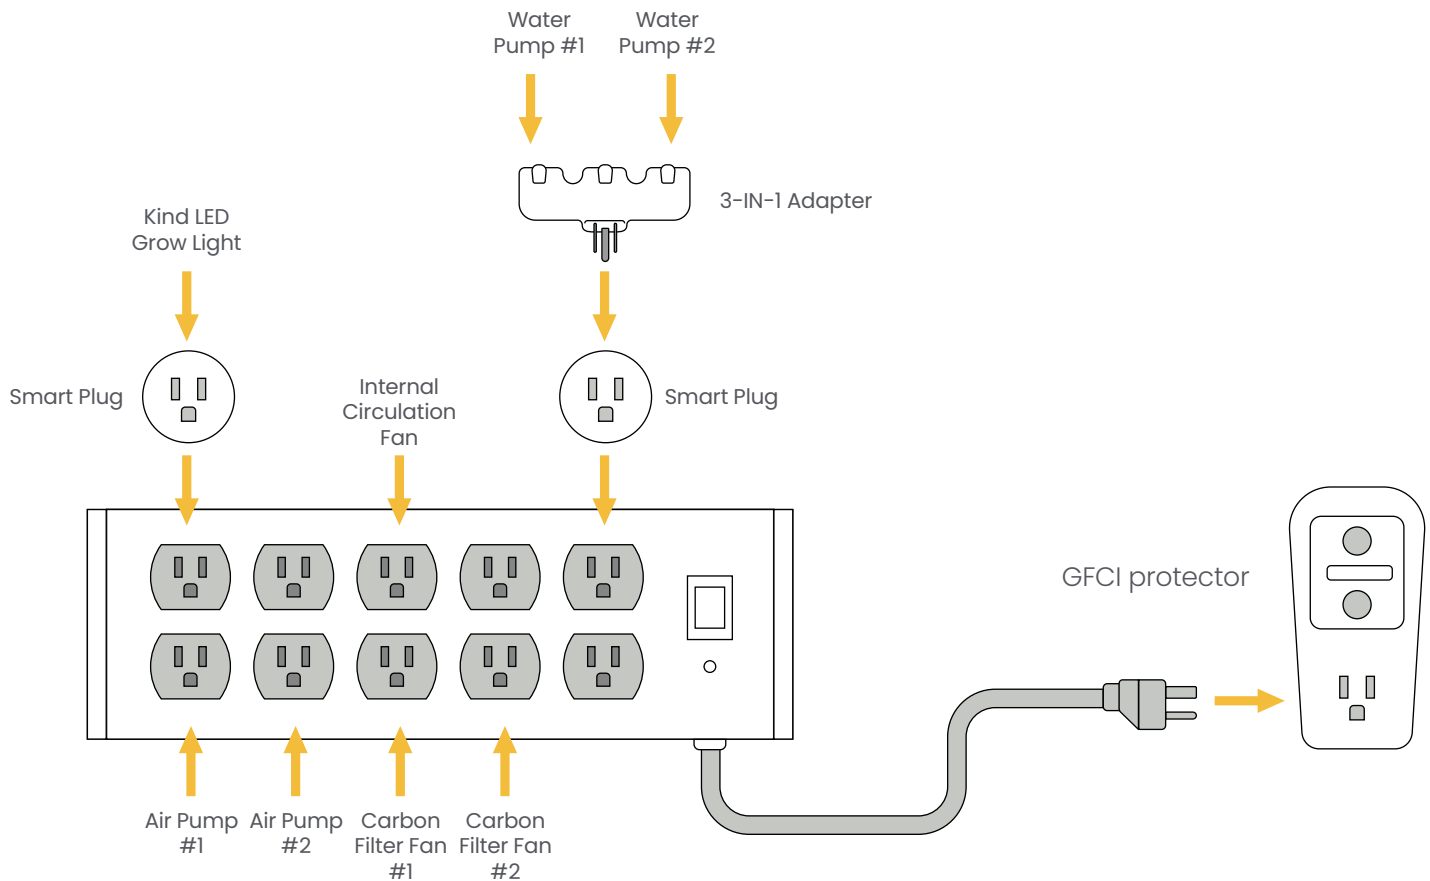 Water
Pump #1
Water
Pump #2
3-IN-1 Adapter
Kind LED
Grow Light
Smart Plug
Internal
Circulation
Fan
Smart Plug
GFCI protector
Air Pump
#1
Air Pump
#2
Carbon
Filter Fan
#1
Carbon
Filter Fan
#2